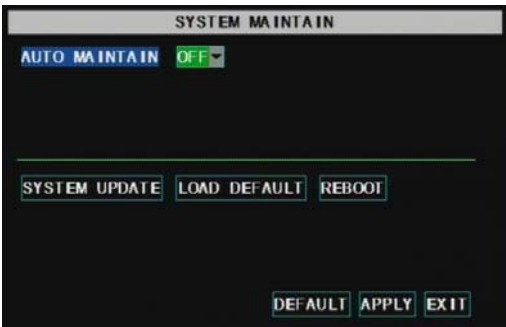 SYSTEM MAINTAIN
AUTO MAINTAIN OFF
SYSTEM UPDATE LOAD DEFAULT REBOOT
DEFAULT APPLY EXIT